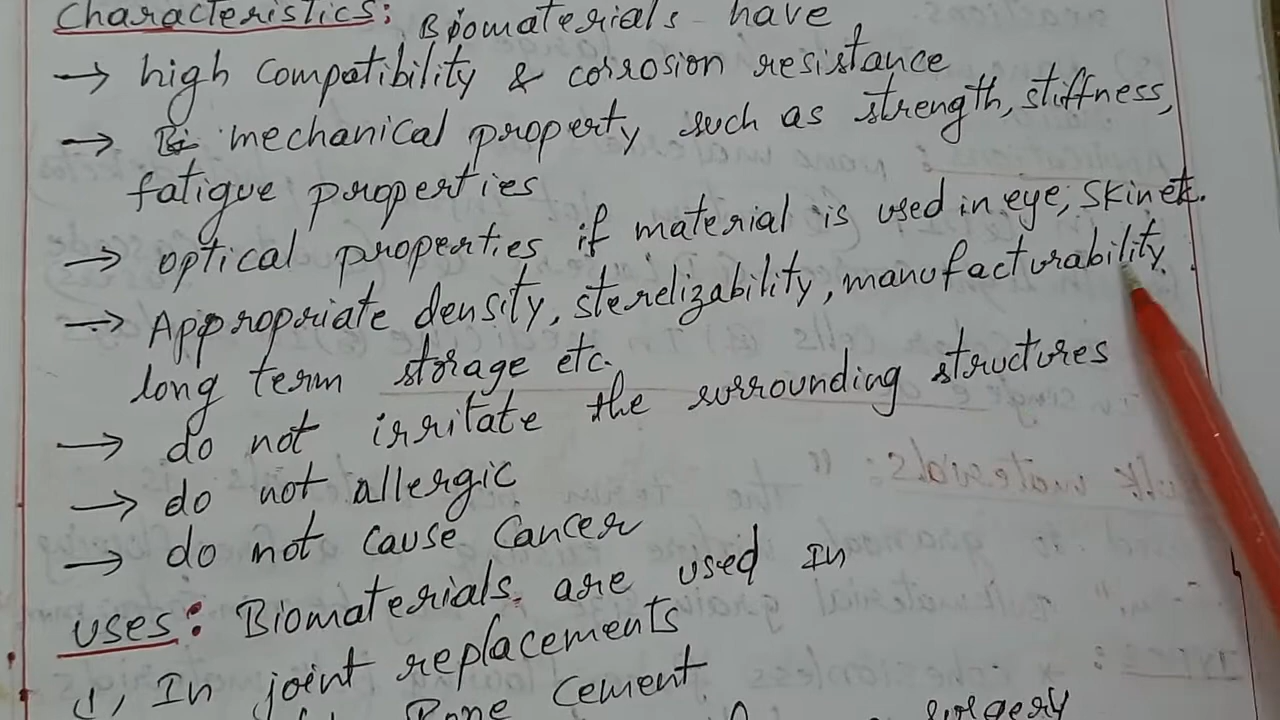 Characteristics: Biomaterials have
→ high compatibility & corrosion resistance
→ mechanical property such as strength, stiffness,
fatigue properties
→ optical properties if material is used in eye, skin etc.
→ Appropriate density, sterelizability, manufacturability
long term storage etc.
→ do not irritate the surrounding structures
→ do not allergic
→ do not cause Cancer
Uses: Biomaterials are used In
1, In joint replacements
Bone cement
surgery